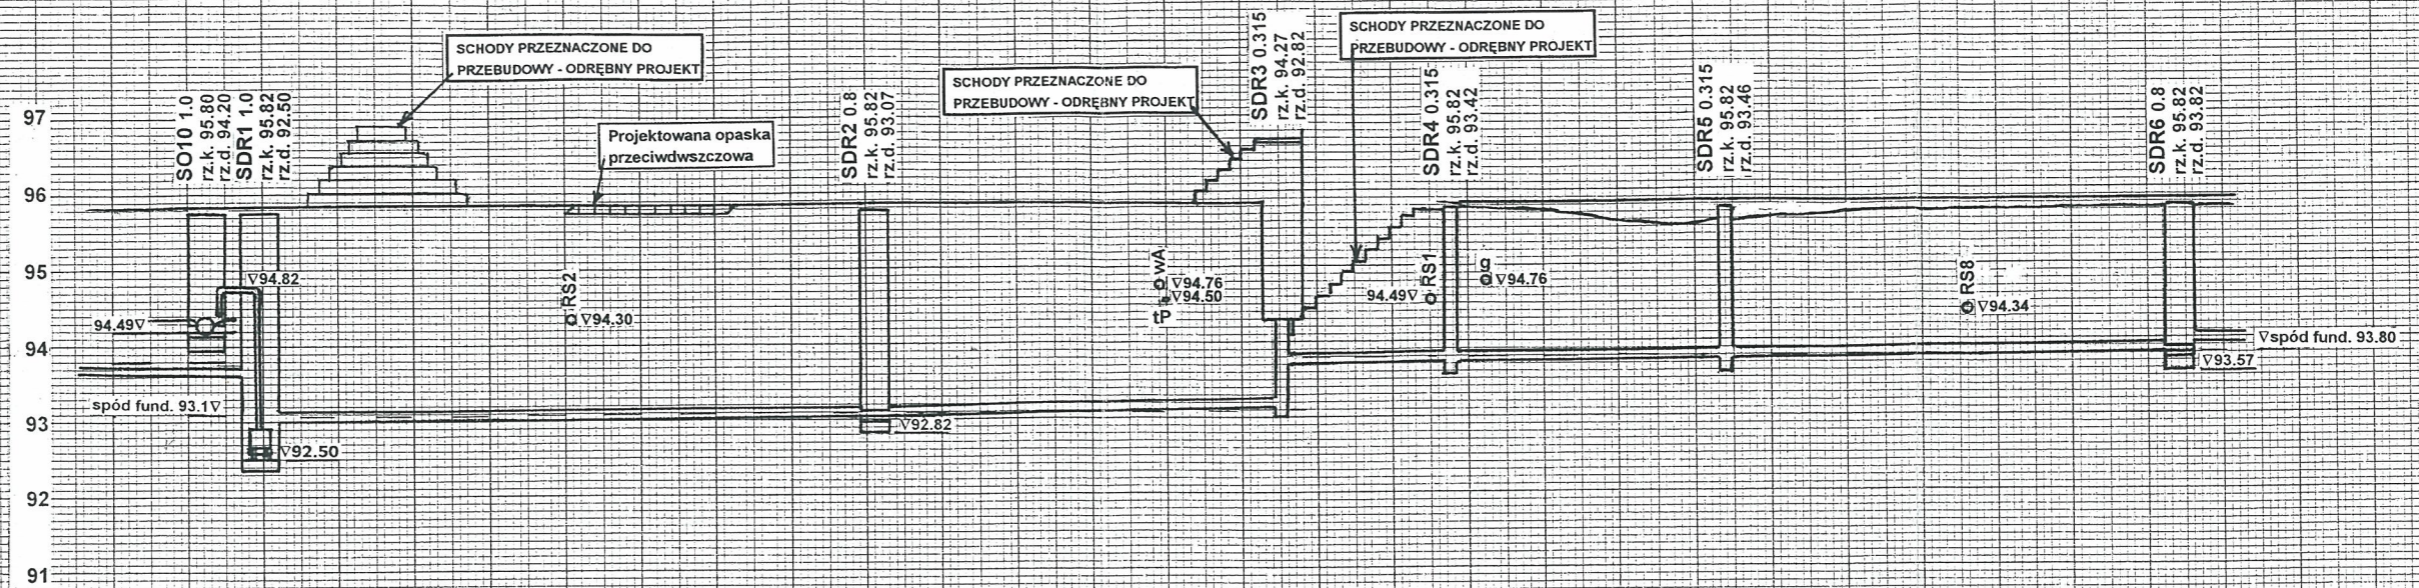 SCHODY PRZEZNACZONE DO
PRZEBUDOWY - ODRĘBNY PROJEKT
SCHODY PRZEZNACZONE DO
PRZEBUDOWY - ODRĘBNY PROJEKT
SCHODY PRZEZNACZONE DO
PRZEBUDOWY - ODRĘBNY PROJEKT
Projektowana opaska
przeciwdwszczowa
SO10 1.0
rz.k. 95.80
rz.d. 94.20
SDR1 1.0
rz.k. 95.82
rz.d. 92.50
SDR2 0.8
rz.k. 95.82
rz.d. 93.07
SDR3 0.315
rz.k. 94.27
rz.d. 92.82
SDR4 0.315
rz.k. 95.82
rz.d. 93.42
SDR5 0.315
rz.k. 95.82
rz.d. 93.46
SDR6 0.8
rz.k. 95.82
rz.d. 93.82
97
96
95
94
93
92
91
▽94.82
94.49▽
spód fund. 93.1▽
▽92.50
RS2
▽94.30
▽92.82
wA
▽94.76
▽94.50
tP
RS1
94.49▽
g
▽94.76
RS8
▽94.34
▽spód fund. 93.80
▽93.57